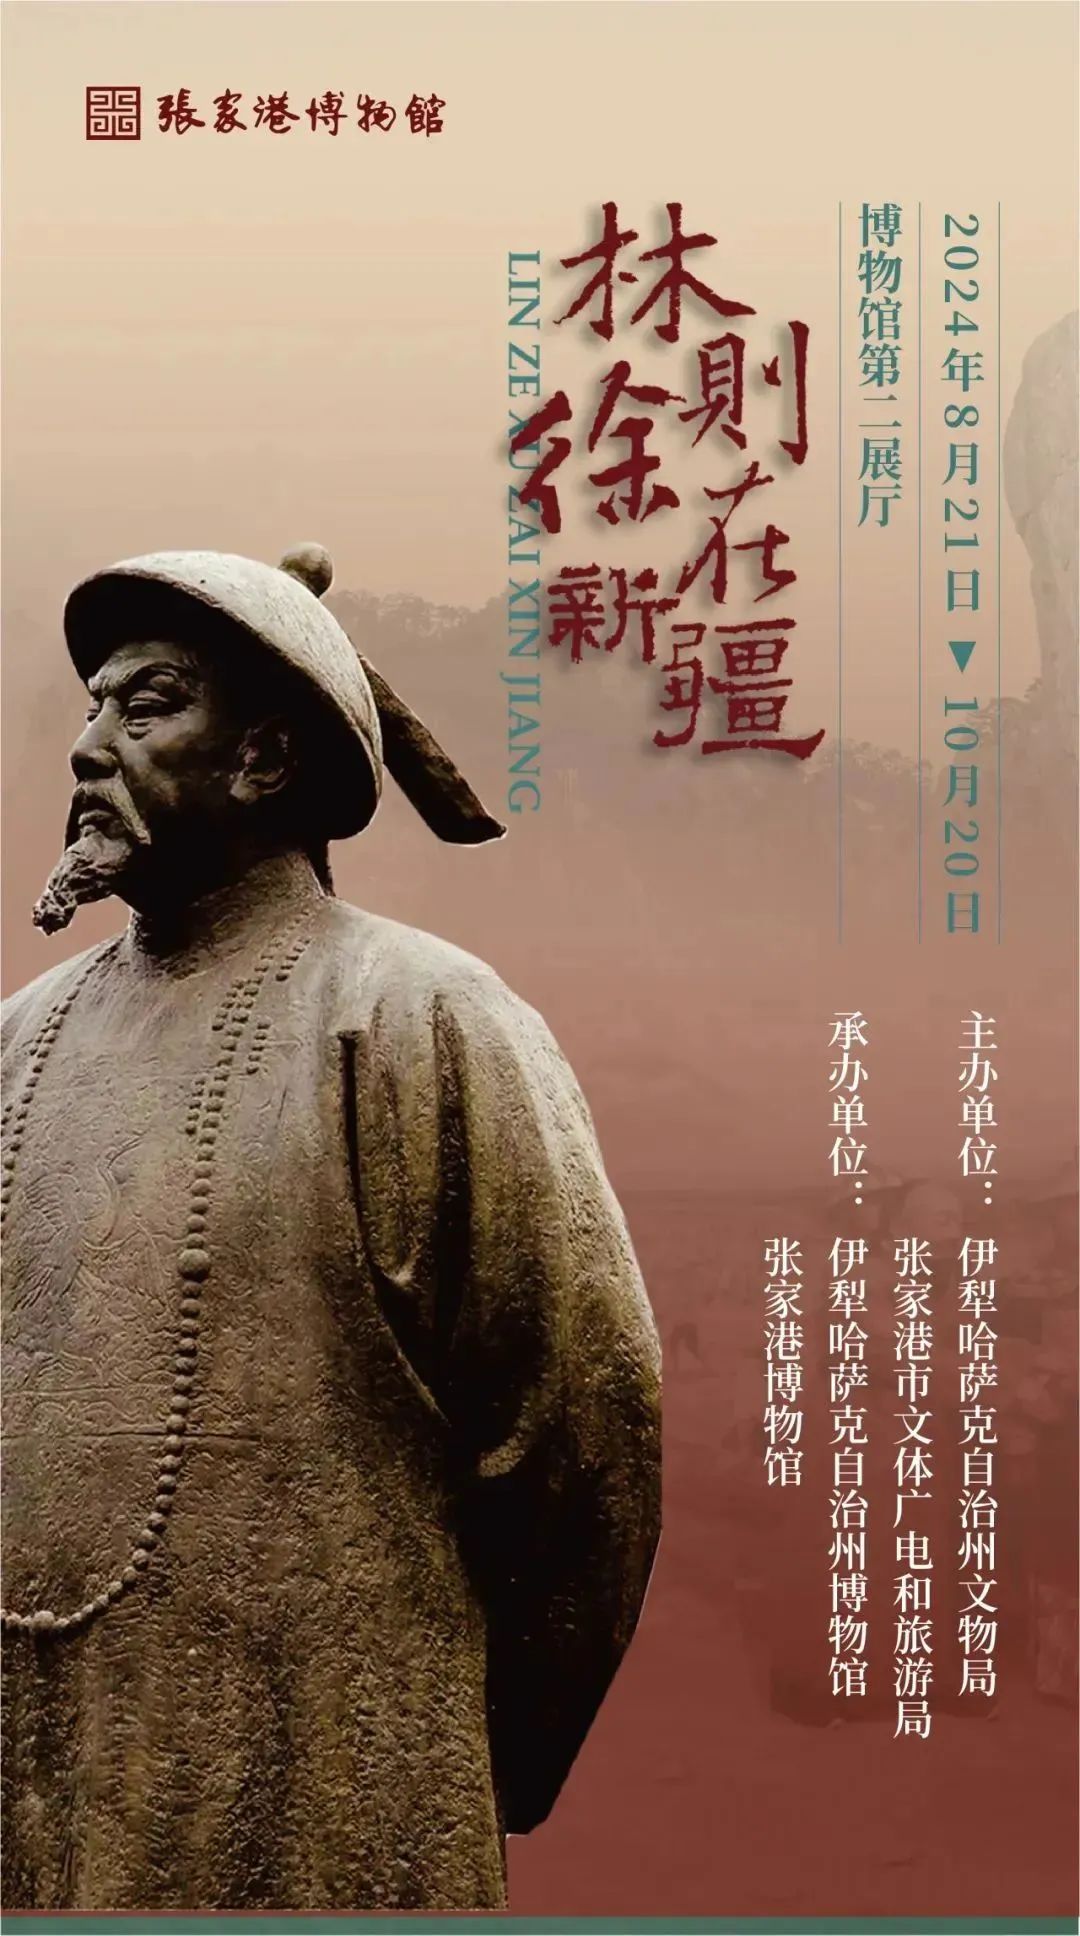 張家港博物館
林則徐在新疆
LIN ZE XU ZAI XIN JIANG
2024年8月21日▼10月20日
博物馆第二展厅
主办单位：伊犁哈萨克自治州文物局
张家港市文体广电和旅游局
承办单位：伊犁哈萨克自治州博物馆
张家港博物馆